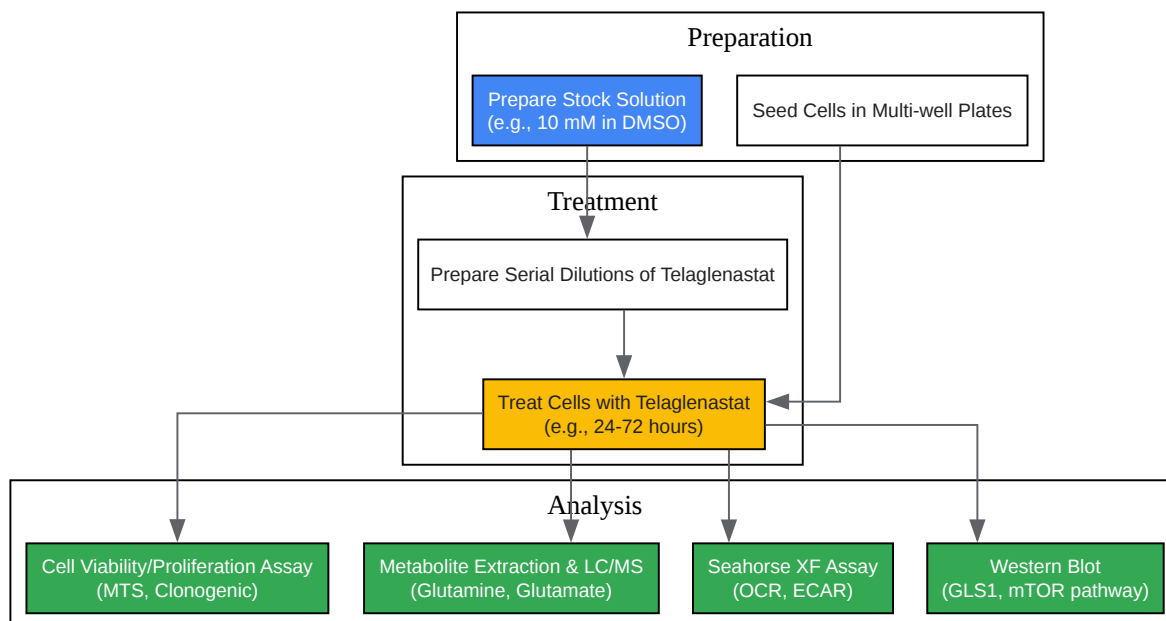 Preparation
Prepare Stock Solution
(e.g., 10 mM in DMSO)
Seed Cells in Multi-well Plates
Treatment
Prepare Serial Dilutions of Telaglenastat
Treat Cells with Telaglenastat
(e.g., 24-72 hours)
Analysis
Cell Viability/Proliferation Assay
(MTS, Clonogenic)
Metabolite Extraction & LC/MS
(Glutamine, Glutamate)
Seahorse XF Assay
(OCR, ECAR)
Western Blot
(GLS1, mTOR pathway)